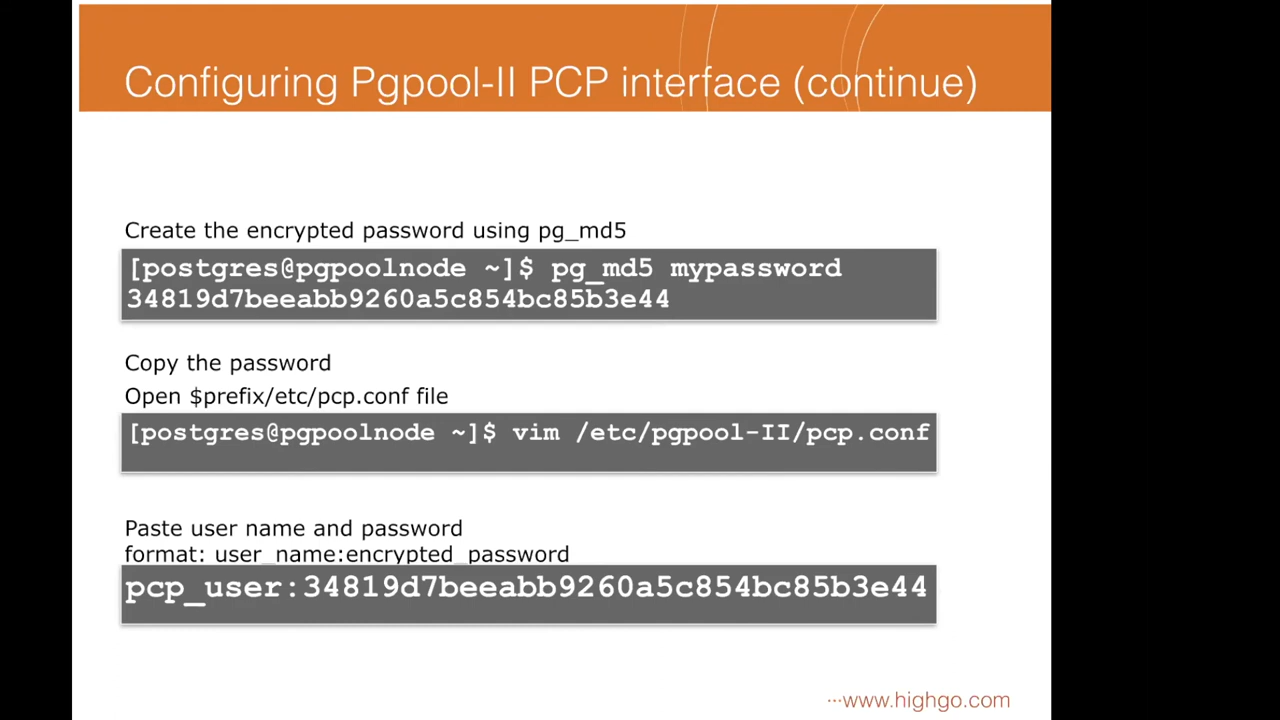 Configuring Pgpool-II PCP interface (continue)
Create the encrypted password using pg_md5
[postgres@pgpoolnode ~]$ pg_md5 mypassword
34819d7beeabb9260a5c854bc85b3e44
Copy the password
Open $prefix/etc/pcp.conf file
[postgres@pgpoolnode ~]$ vim /etc/pgpool-II/pcp.conf
Paste user name and password
format: user_name:encrypted_password
pcp_user:34819d7beeabb9260a5c854bc85b3e44
···www.highgo.com